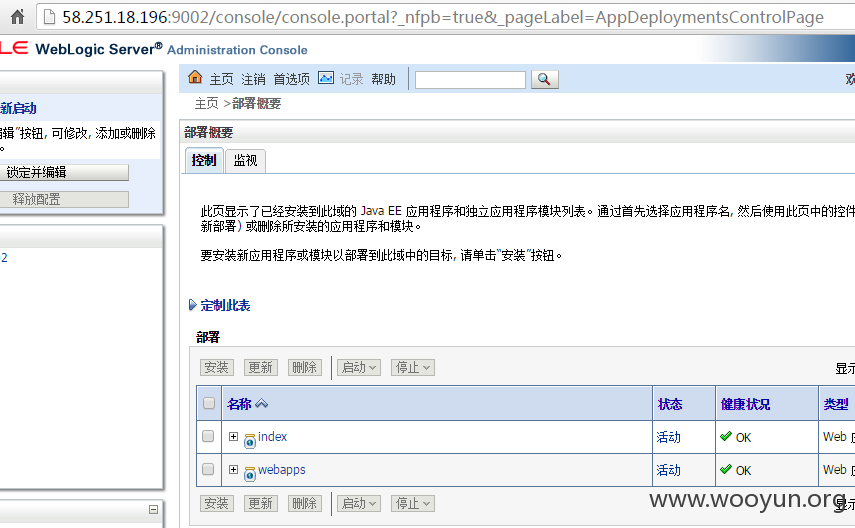 58.251.18.196:9002/console/console.portal?_nfpb=true&_pageLabel=AppDeploymentsControlPage
LE WebLogic Server® Administration Console
主页 注销 首选项 记录 帮助
欢
主页 >部署概要
新启动
编辑"按钮, 可修改, 添加或删除
。
锁定并编辑
释放配置
2
部署概要
控制 监视
此页显示了已经安装到此域的 Java EE 应用程序和独立应用程序模块列表。通过首先选择应用程序名, 然后使用此页中的控件
新部署) 或删除所安装的应用程序和模块。
要安装新应用程序或模块以部署到此域中的目标, 请单击"安装"按钮。
定制此表
部署
安装 更新 删除 启动 停止 显示
名称 状态 健康状况 类型
index 活动 OK Web 应
webapps 活动 OK Web 应
安装 更新 删除 启动 停止 显示
www.wooyun.org